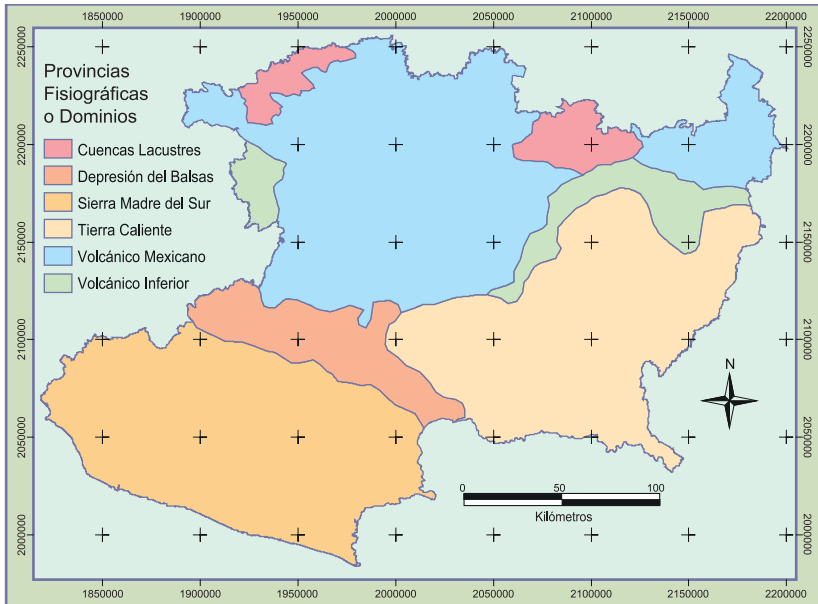 1850000 1900000 1950000 2000000 2050000 2100000 2150000 2200000
2250000 2250000
Provincias
Fisiográficas
o Dominios
Cuencas Lacustres
Depresión del Balsas
Sierra Madre del Sur
Tierra Caliente
Volcánico Mexicano
Volcánico Inferior
2200000 2200000
2150000 2150000
2100000 2100000
N
2050000 2050000
0 50 100
Kilómetros
2000000 2000000
1850000 1900000 1950000 2000000 2050000 2100000 2150000 2200000